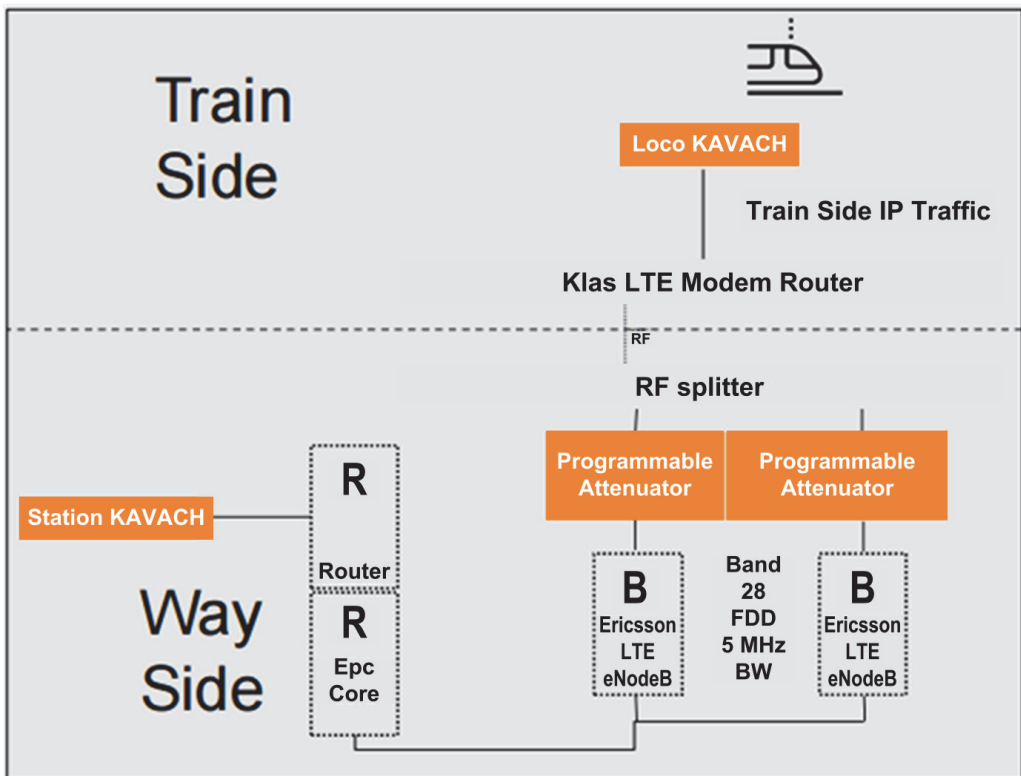 Train
Side
Loco KAVACH
Train Side IP Traffic
Klas LTE Modem Router
RF
RF splitter
Programmable
Attenuator
Programmable
Attenuator
R
Router
Station KAVACH
R
Epc
Core
Way
Side
B
Ericsson
LTE
eNodeB
Band
28
FDD
5 MHz
BW
B
Ericsson
LTE
eNodeB